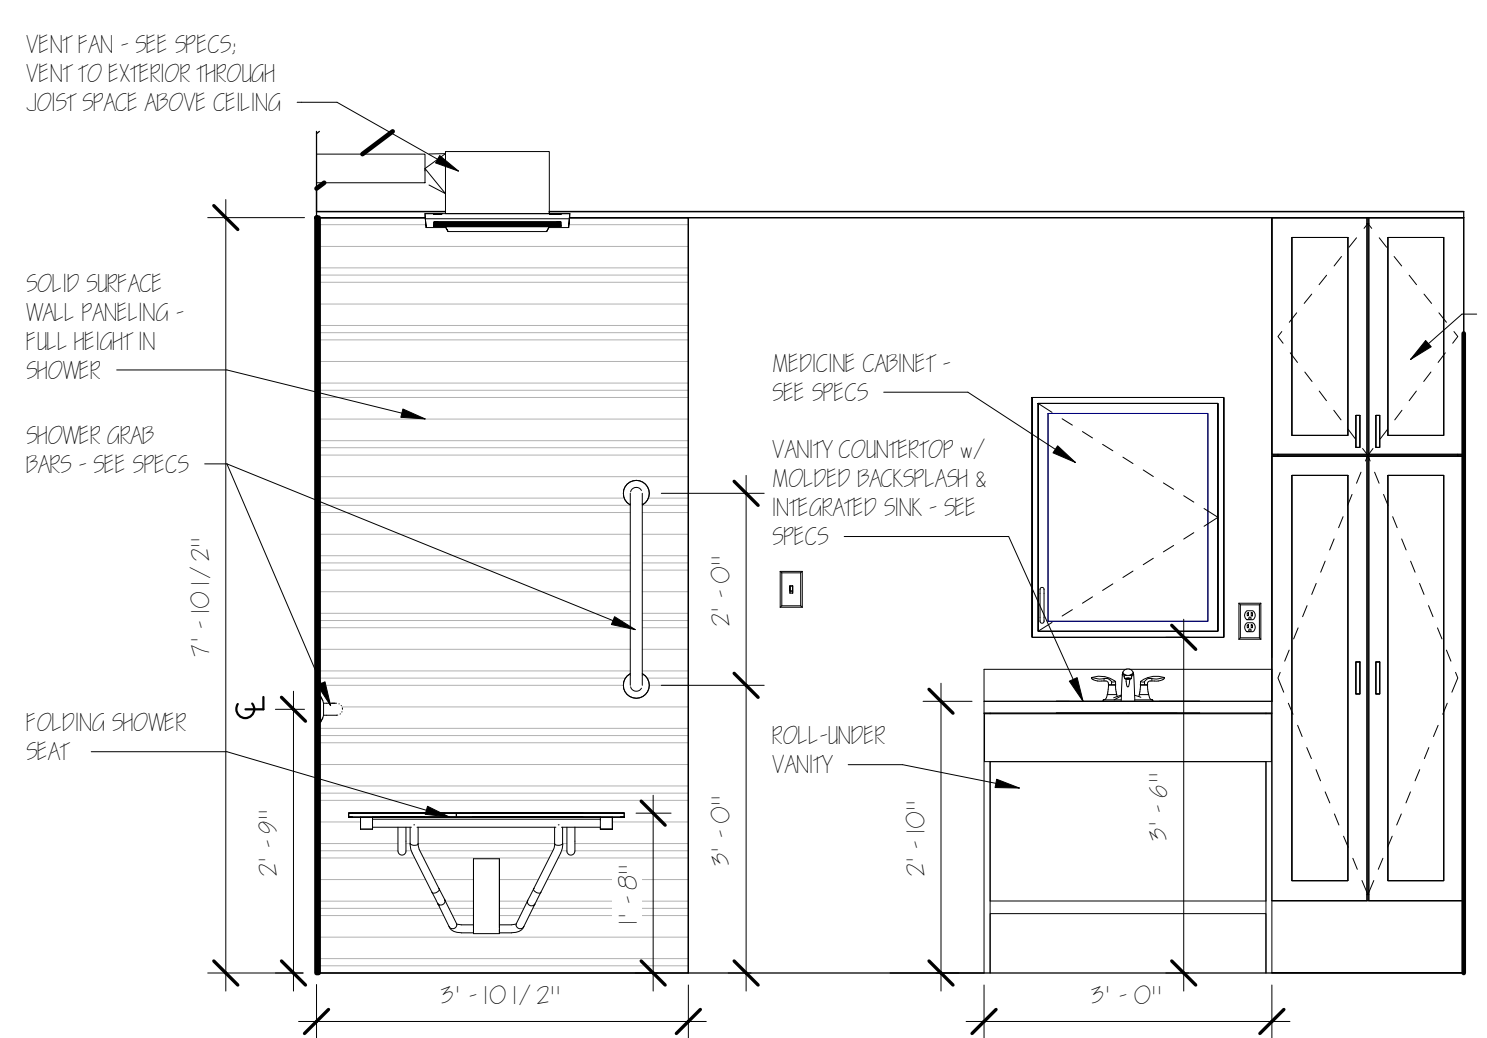 VENT FAN - SEE SPECS;
VENT TO EXTERIOR THROUGH
JOIST SPACE ABOVE CEILING
SOLID SURFACE
WALL PANELING -
FULL HEIGHT IN
SHOWER
SHOWER GRAB
BARS - SEE SPECS
FOLDING SHOWER
SEAT
MEDICINE CABINET -
SEE SPECS
VANITY COUNTERTOP w/
MOLDED BACKSPLASH &
INTEGRATED SINK - SEE
SPECS
ROLL-UNDER
VANITY
7' - 10 1/2"
CL
2' - 9"
1' - 8"
2' - 0"
3' - 0"
2' - 10"
3' - 6"
3' - 10 1/2"
3' - 0"